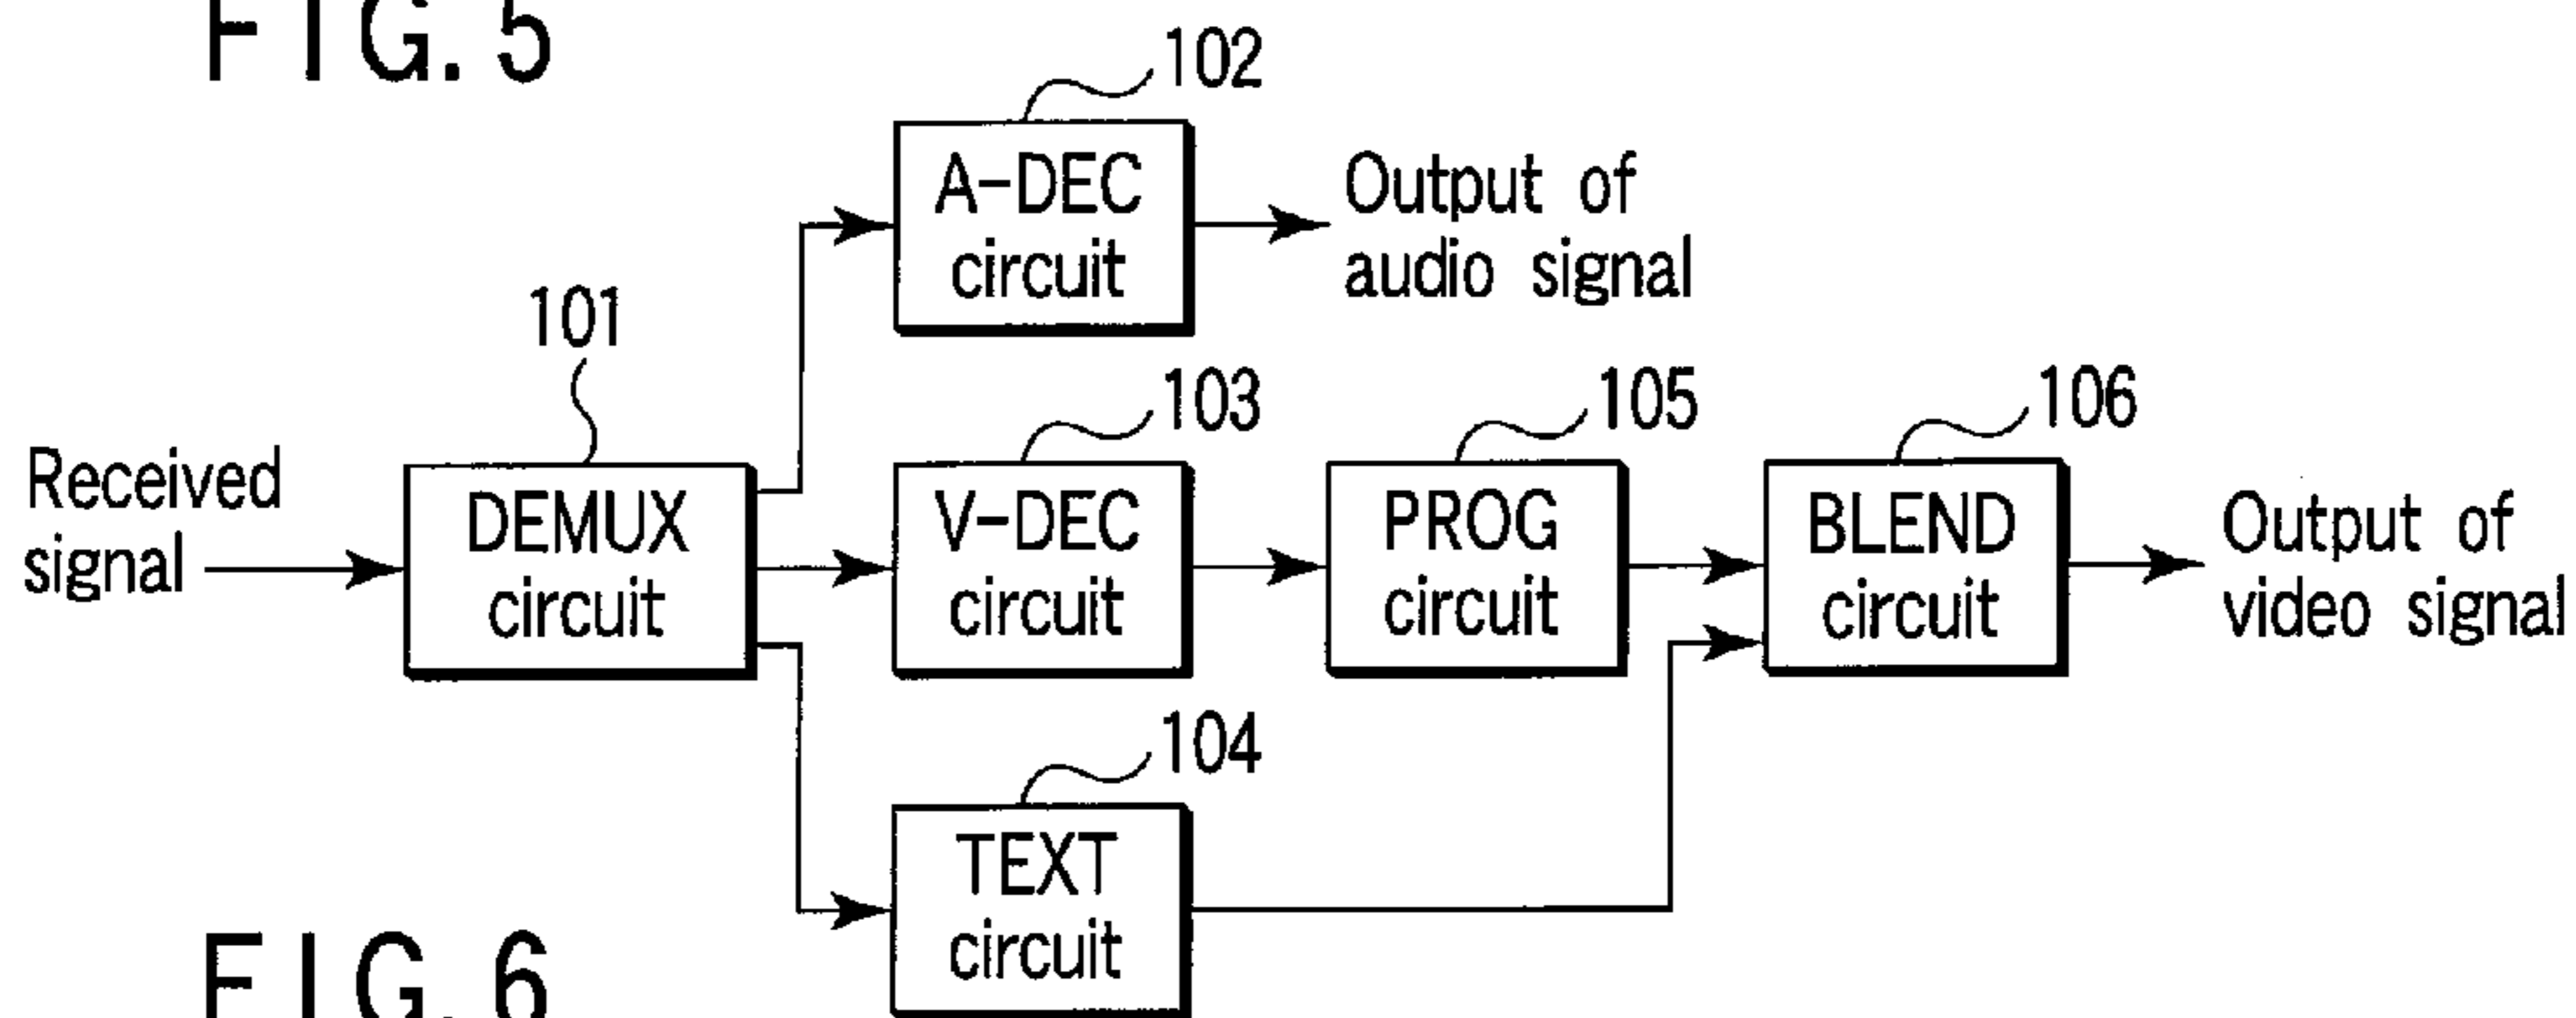 FIG. 5
102
A-DEC
circuit
Output of
audio signal
101
Received
signal
DEMUX
circuit
103
V-DEC
circuit
105
PROG
circuit
106
BLEND
circuit
Output of
video signal
104
TEXT
circuit
FIG. 6